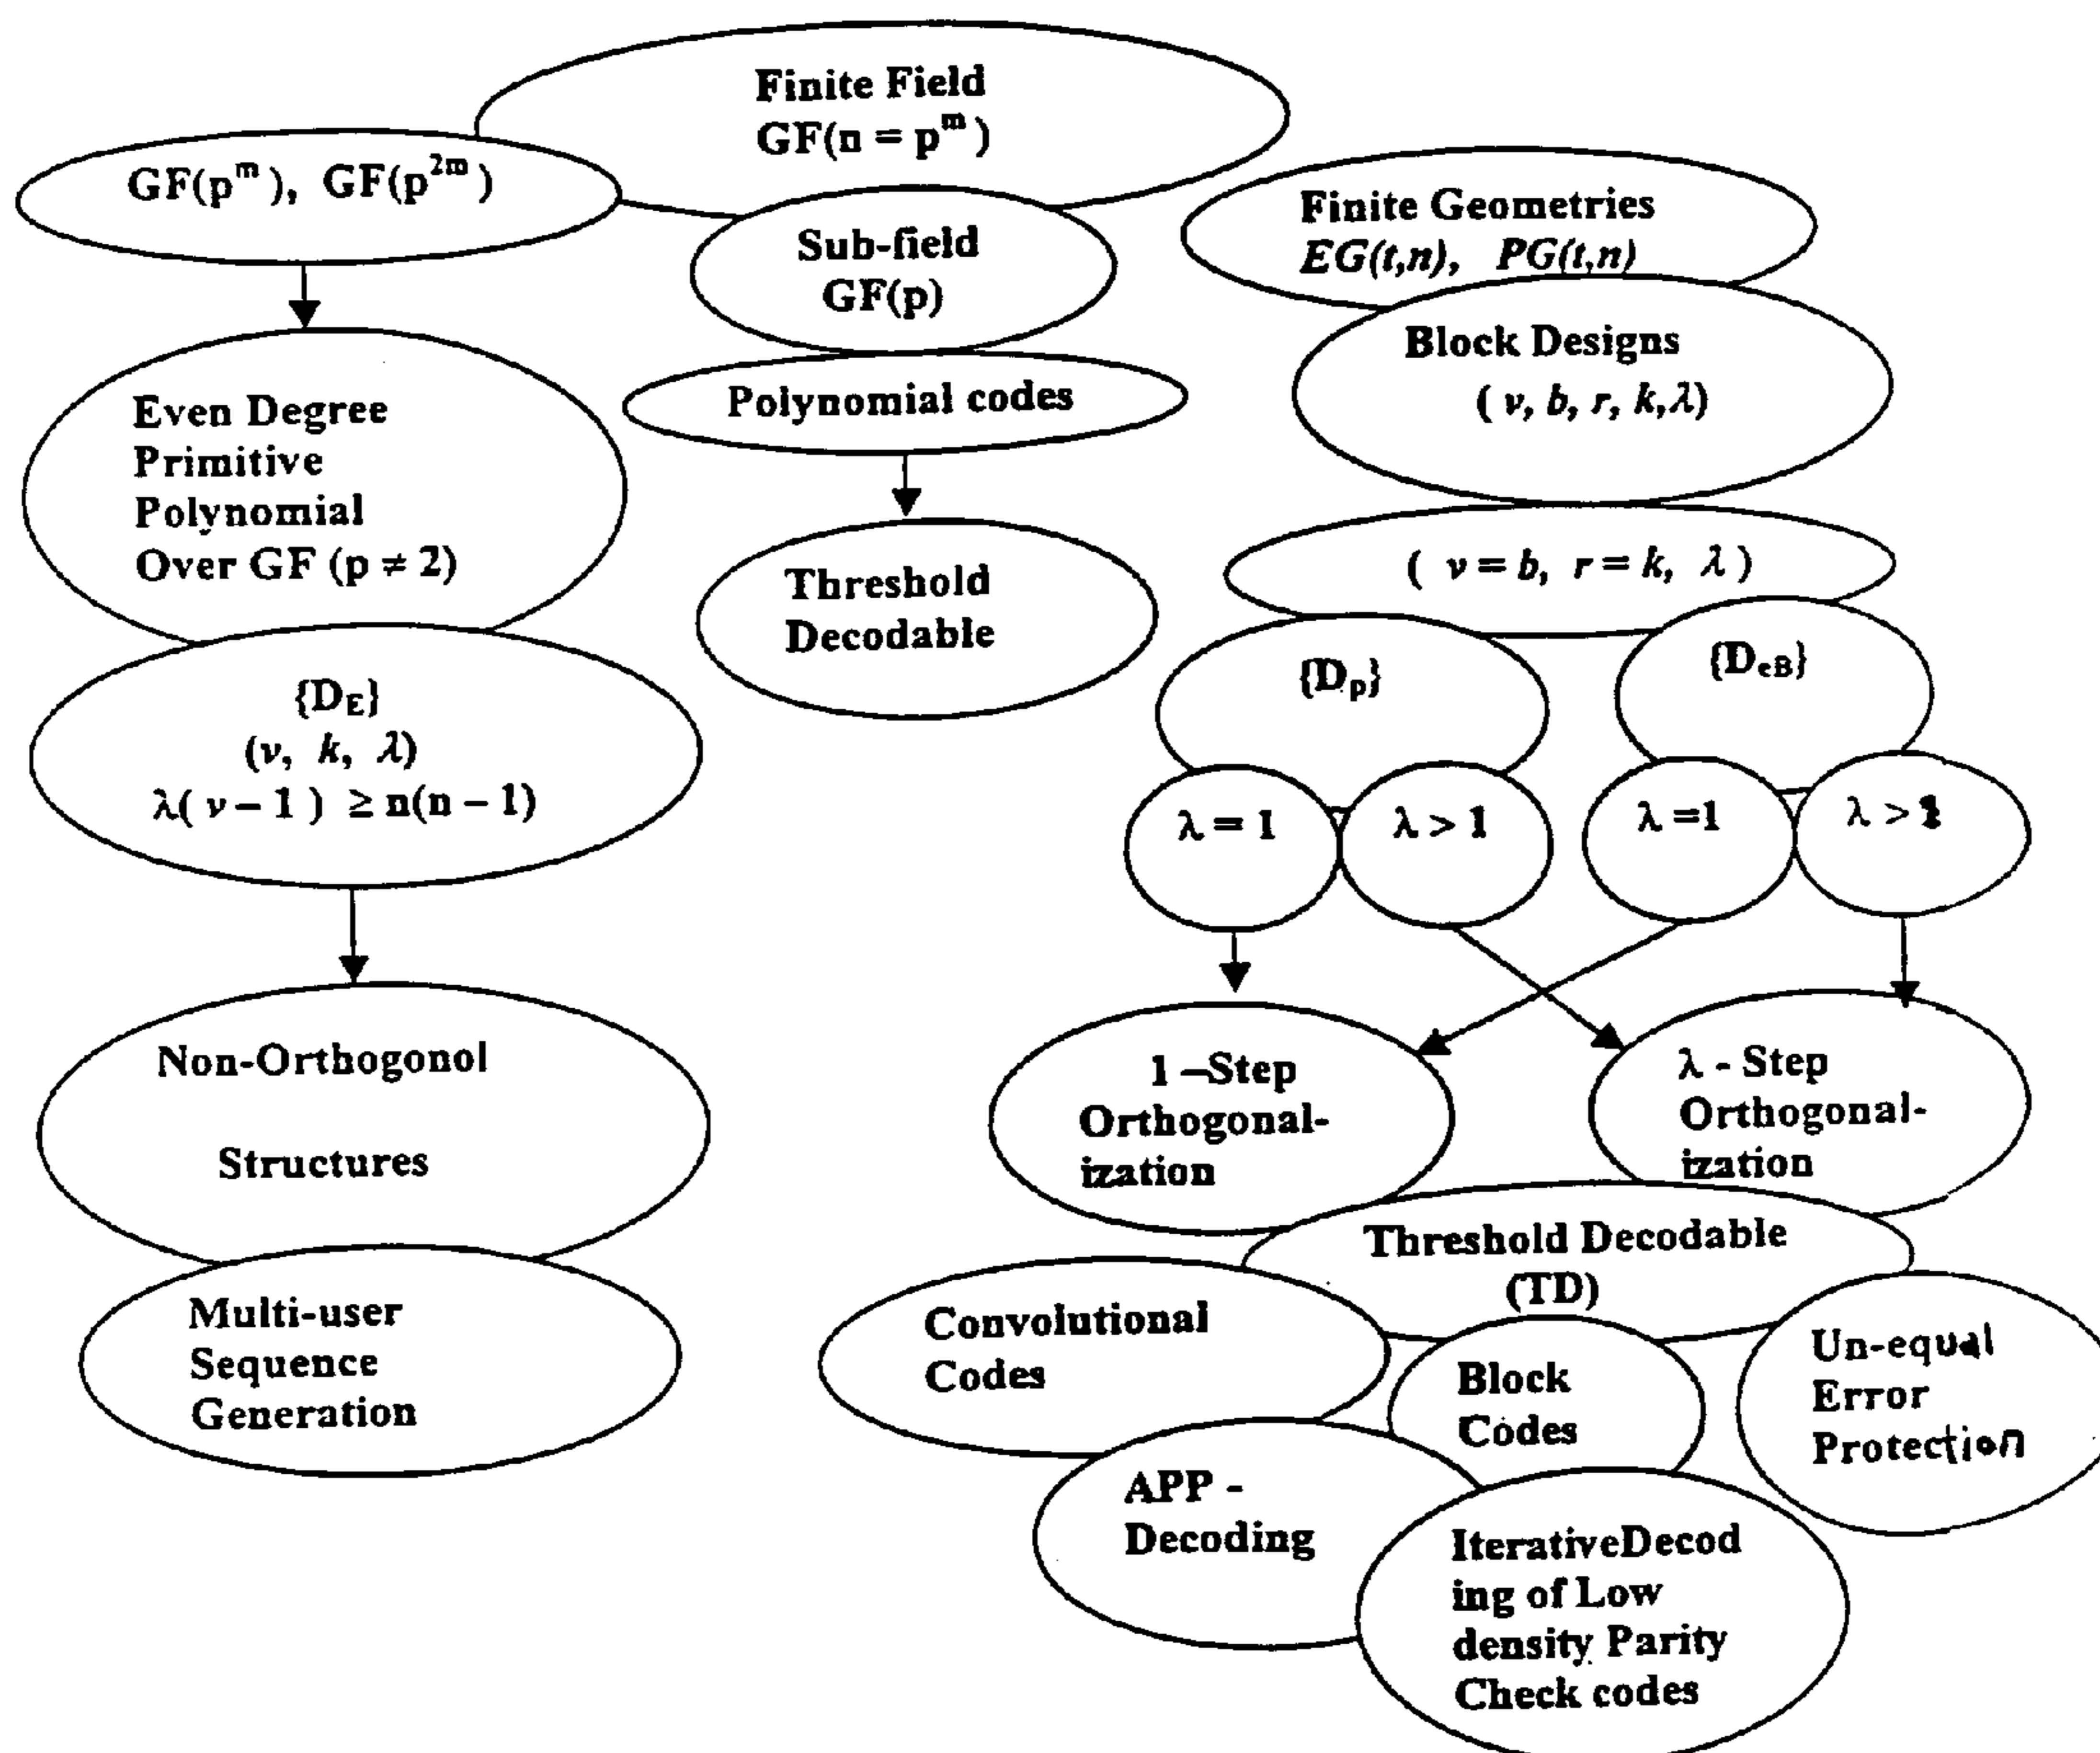 Finite Field
GF(n = p^m)
GF(p^m), GF(p^2m)
Sub-field
GF(p)
Finite Geometries
EG(t,n), PG(t,n)
Block Designs
( v, b, r, k,λ)
Even Degree
Primitive
Polynomial
Over GF (p ≠ 2)
Polynomial codes
Threshold
Decodable
( v = b, r = k, λ )
{D_p}
{D_cB}
{D_E}
(v, k, λ)
λ( v – 1 ) ≥ n(n – 1)
λ = 1
λ > 1
λ =1
λ >
Non-Orthogonol
Structures
1 –Step
Orthogonal-
ization
λ - Step
Orthogonal-
ization
Threshold Decodable
(TD)
Multi-user
Sequence
Generation
Convolutional
Codes
Block
Codes
Un-equal
Error
Protection
APP -
Decoding
IterativeDecod
ing of Low
density Parity
Check codes